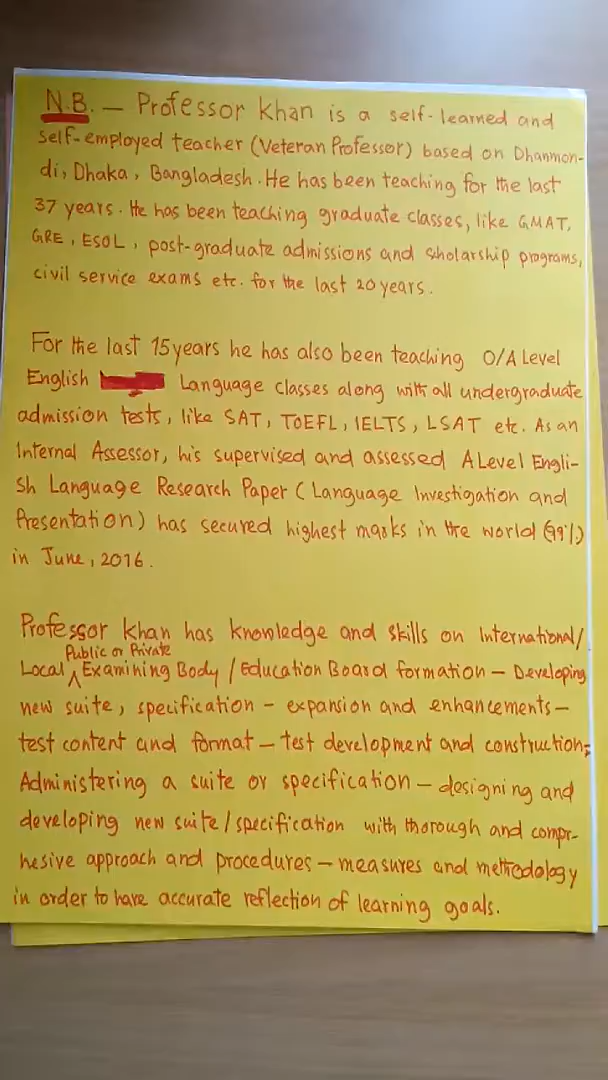 N.B. — Professor Khan is a self-learned and
self-employed teacher (Veteran Professor) based on Dhanmon-
di, Dhaka, Bangladesh. He has been teaching for the last
37 years. He has been teaching graduate classes, like GMAT,
GRE, ESOL, post-graduate admissions and scholarship programs,
civil service exams etc. for the last 20 years.
For the last 15 years he has also been teaching O/A Level
English Language classes along with all undergraduate
admission tests, like SAT, TOEFL, IELTS, LSAT etc. As an
Internal Assessor, his supervised and assessed A Level Engli-
sh Language Research Paper (Language Investigation and
Presentation) has secured highest marks in the world (99%)
in June, 2016.
Professor Khan has knowledge and skills on International/
Public or Private
Local ^ Examining Body / Education Board formation — Developing
new suite, specification - expansion and enhancements —
test content and format — test development and construction;
Administering a suite or specification — designing and
developing new suite/specification with thorough and compr-
hesive approach and procedures — measures and methodology
in order to have accurate reflection of learning goals.